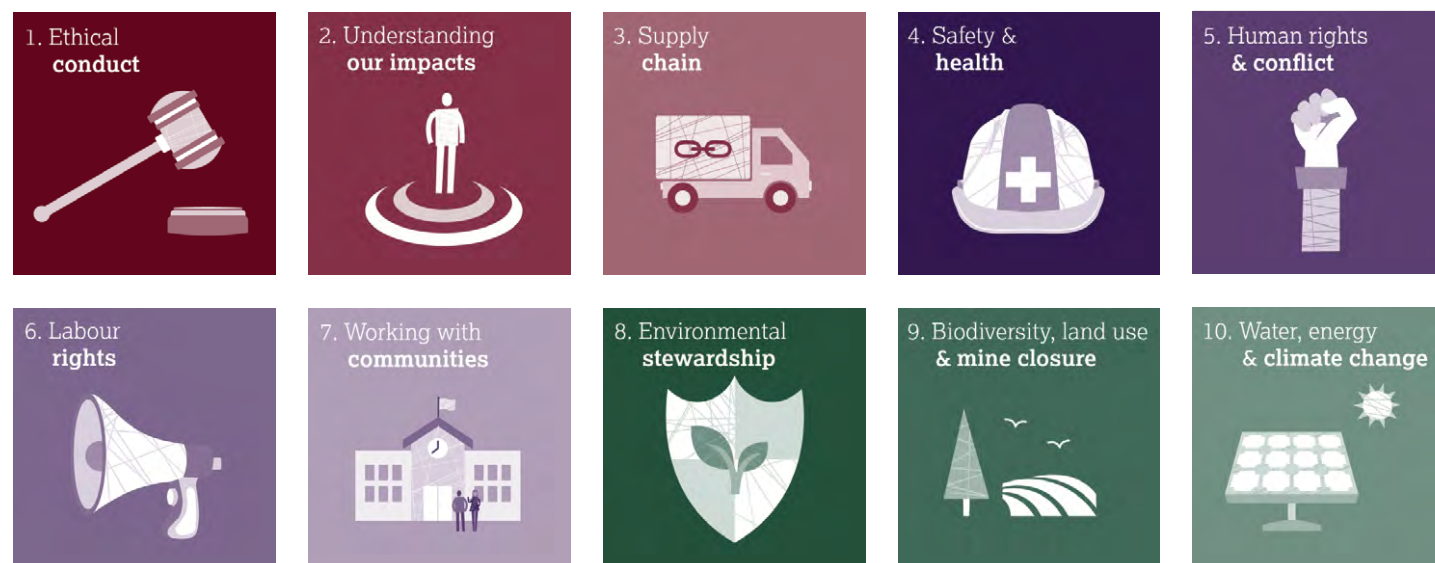 1. Ethical
conduct
2. Understanding
our impacts
3. Supply
chain
4. Safety &
health
5. Human rights
& conflict
6. Labour
rights
7. Working with
communities
8. Environmental
stewardship
9. Biodiversity, land use
& mine closure
10. Water, energy
& climate change